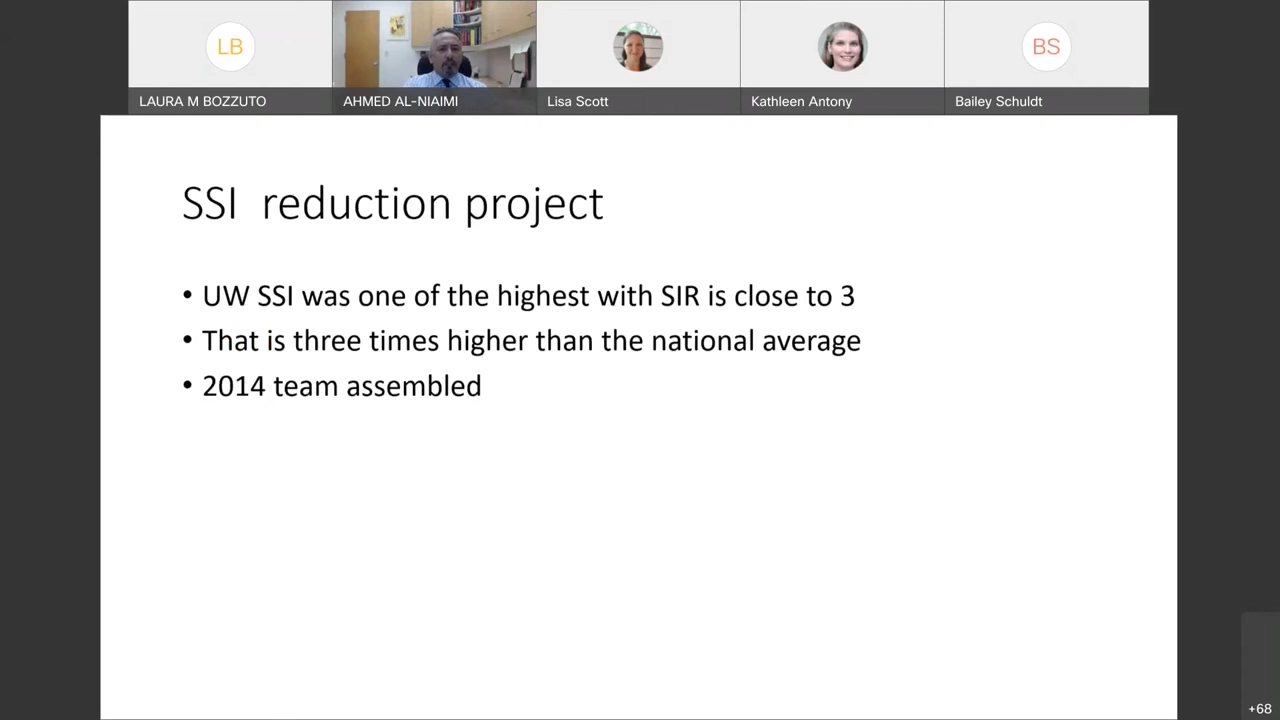 LB
BS
LAURA M BOZZUTO
AHMED AL-NIAIMI
Lisa Scott
Kathleen Antony
Bailey Schuldt
SSI reduction project
• UW SSI was one of the highest with SIR is close to 3
• That is three times higher than the national average
• 2014 team assembled
+68